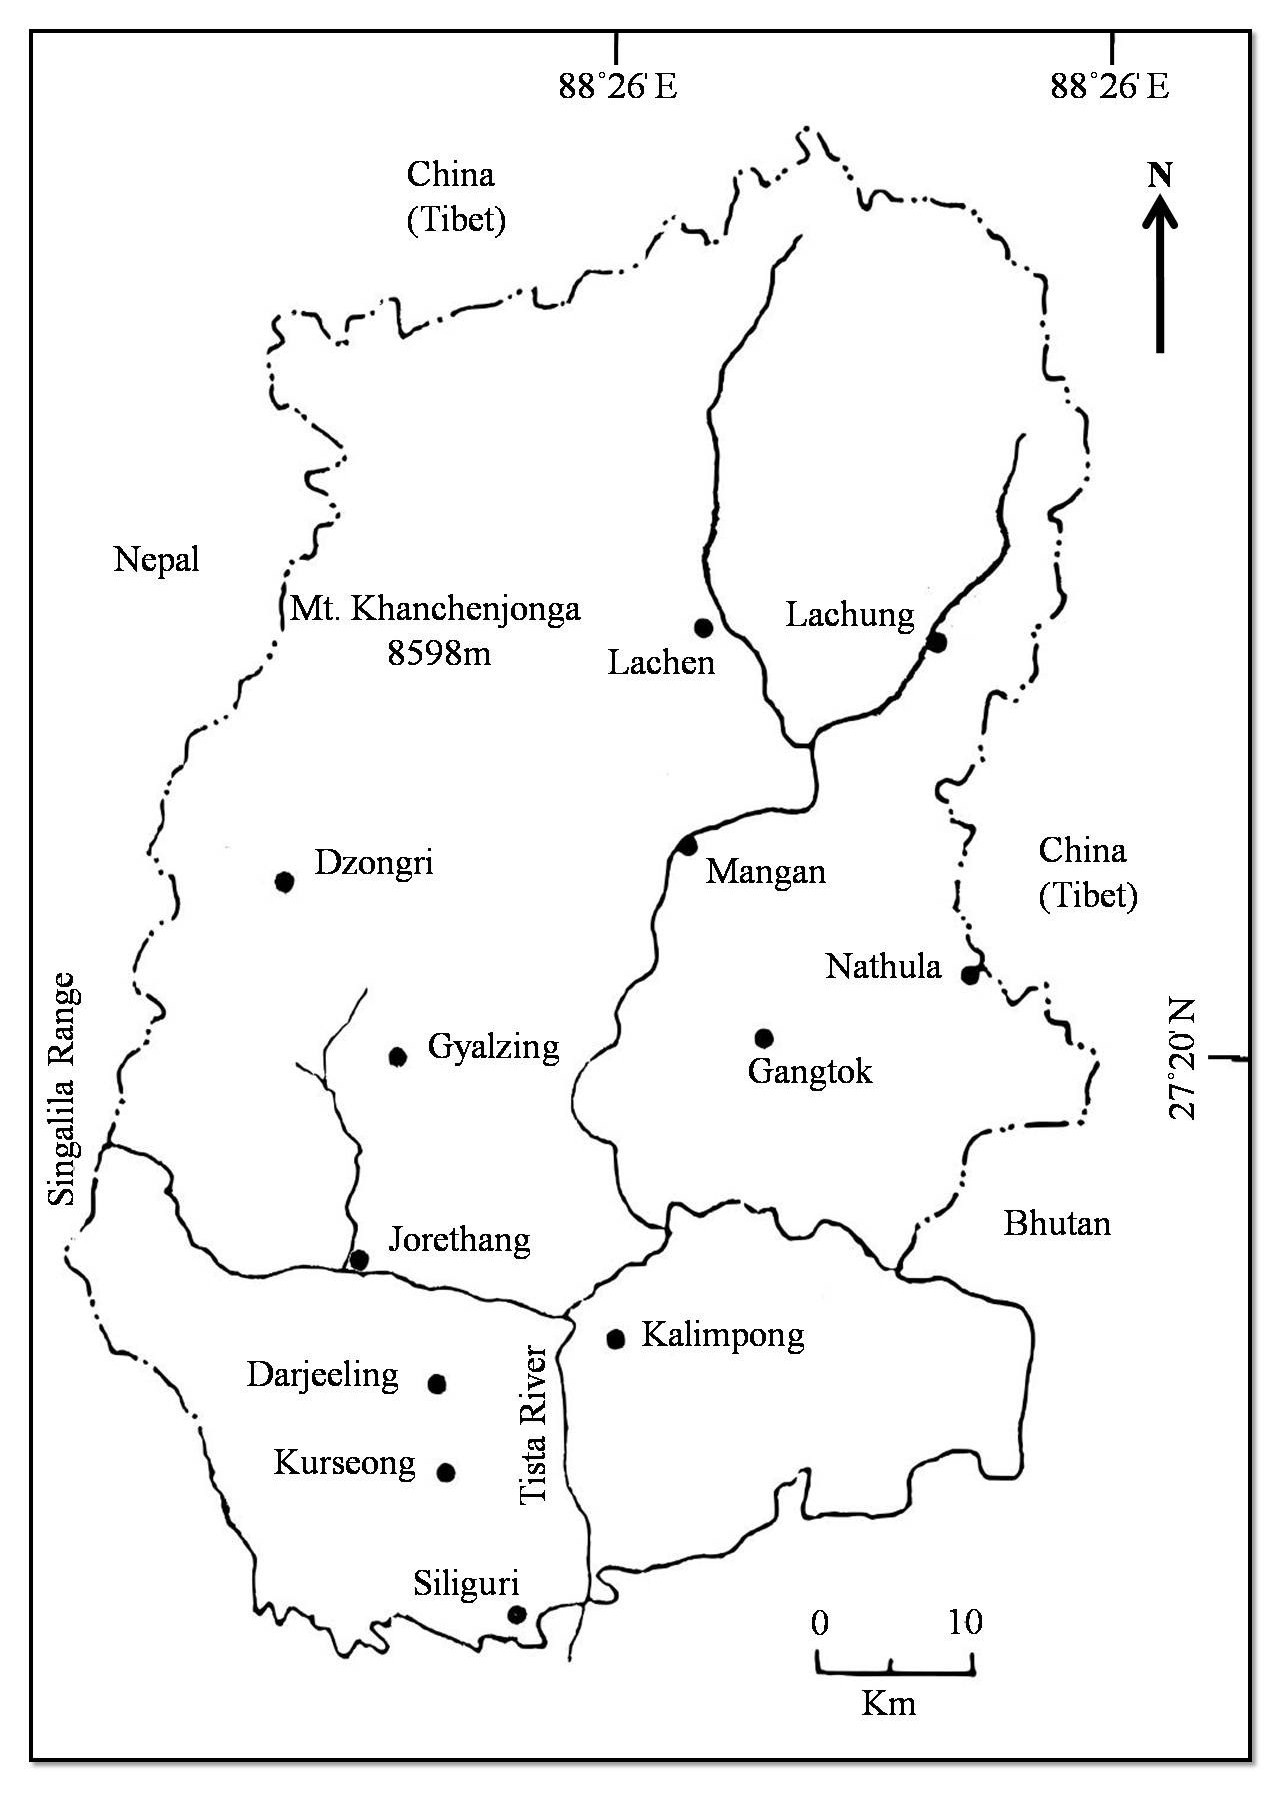 88°26' E
88°26' E
China
(Tibet)
N
Nepal
Mt. Khanchenjonga
8598m
Lachung
Lachen
Dzongri
Mangan
China
(Tibet)
Nathula
Singalila Range
Gyalzing
Gangtok
27°20' N
Jorethang
Bhutan
Kalimpong
Darjeeling
Tista River
Kurseong
Siliguri
0 10
Km